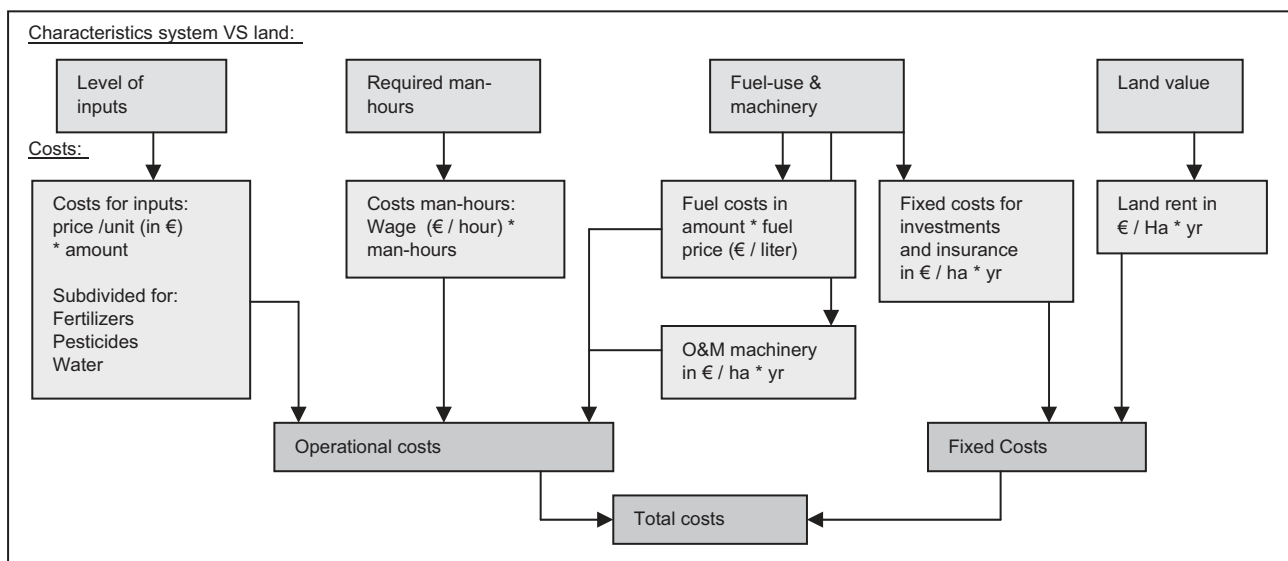 Characteristics system VS land:
Level of
inputs
Required man-
hours
Fuel-use &
machinery
Land value
Costs:
Costs for inputs:
price /unit (in €)
* amount
Subdivided for:
Fertilizers
Pesticides
Water
Costs man-hours:
Wage (€ / hour) *
man-hours
Fuel costs in
amount * fuel
price (€ / liter)
Fixed costs for
investments
and insurance
in € / ha * yr
Land rent in
€ / Ha * yr
O&M machinery
in € / ha * yr
Operational costs
Fixed Costs
Total costs